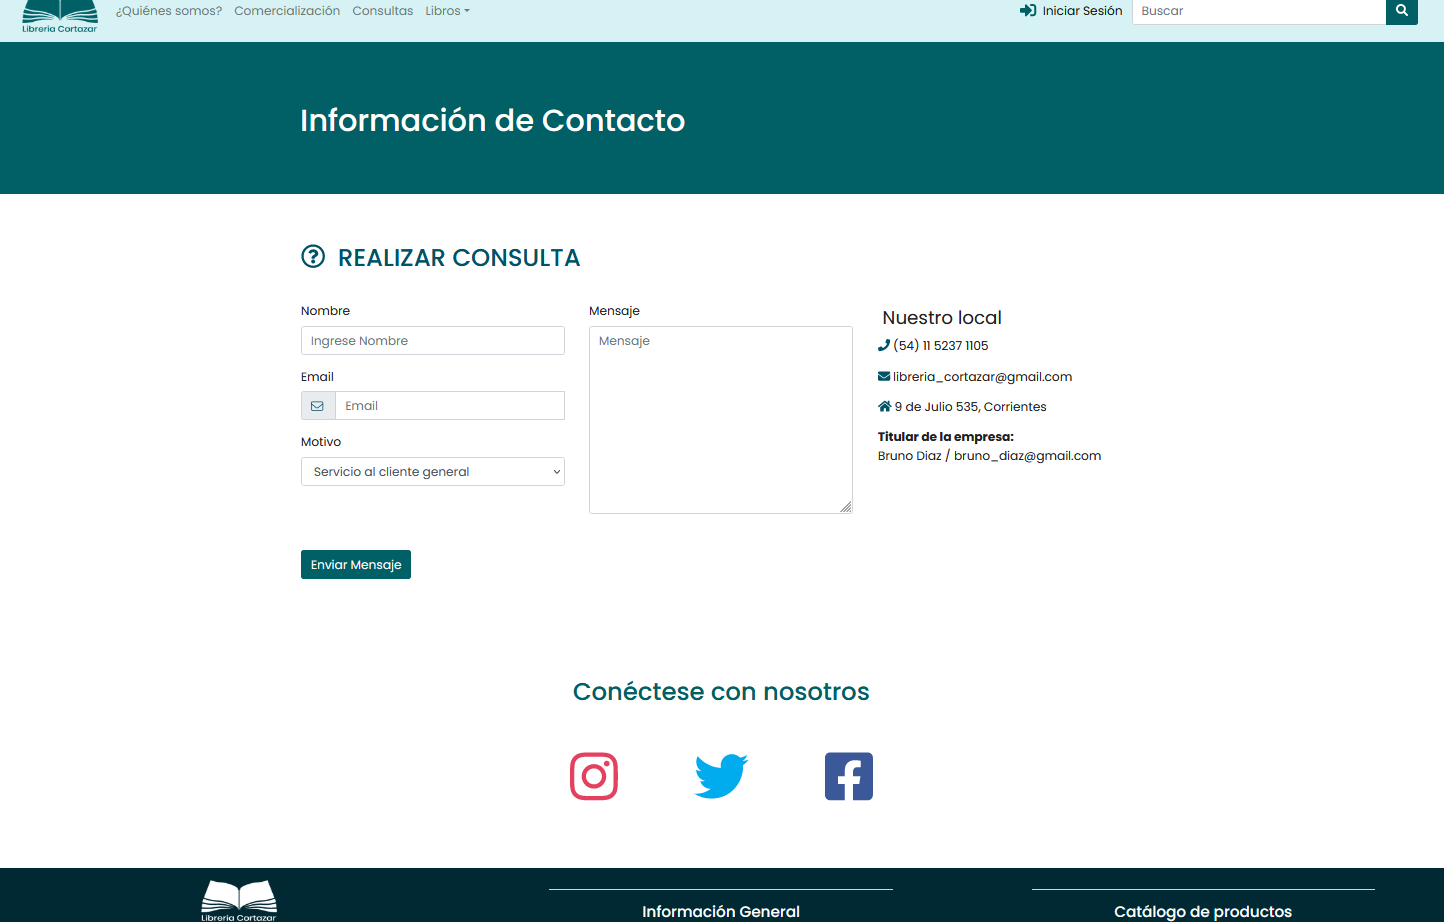 Libreria Cortazar
¿Quiénes somos? Comercialización Consultas Libros
Iniciar Sesión
Buscar
Información de Contacto
REALIZAR CONSULTA
Nombre
Ingrese Nombre
Email
Email
Motivo
Servicio al cliente general
Mensaje
Mensaje
Nuestro local
(54) 11 5237 1105
libreria_cortazar@gmail.com
9 de Julio 535, Corrientes
Titular de la empresa:
Bruno Diaz / bruno_diaz@gmail.com
Enviar Mensaje
Conéctese con nosotros
Libreria Cortazar
Información General
Catálogo de productos